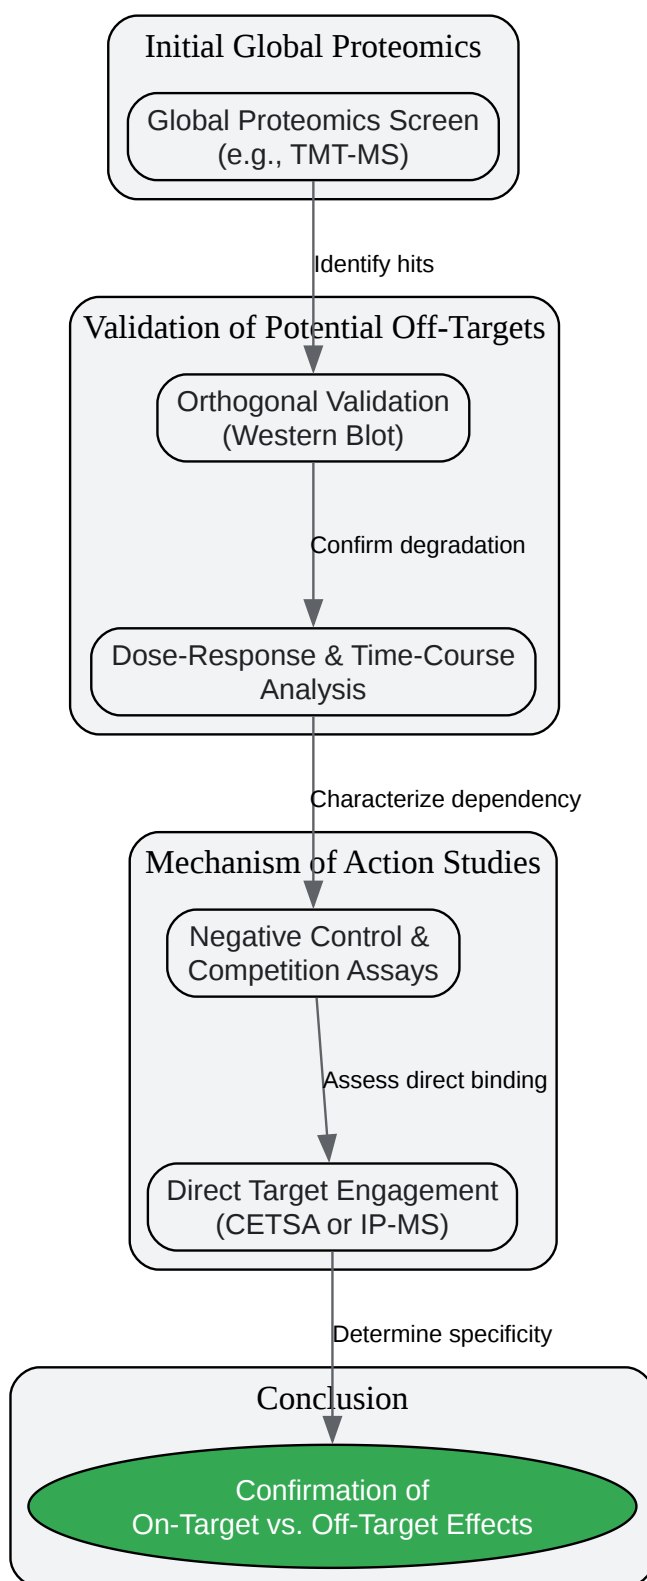 Initial Global Proteomics
Global Proteomics Screen
(e.g., TMT-MS)
Identify hits
Validation of Potential Off-Targets
Orthogonal Validation
(Western Blot)
Confirm degradation
Dose-Response & Time-Course
Analysis
Characterize dependency
Mechanism of Action Studies
Negative Control &
Competition Assays
Assess direct binding
Direct Target Engagement
(CETSA or IP-MS)
Determine specificity
Conclusion
Confirmation of
On-Target vs. Off-Target Effects